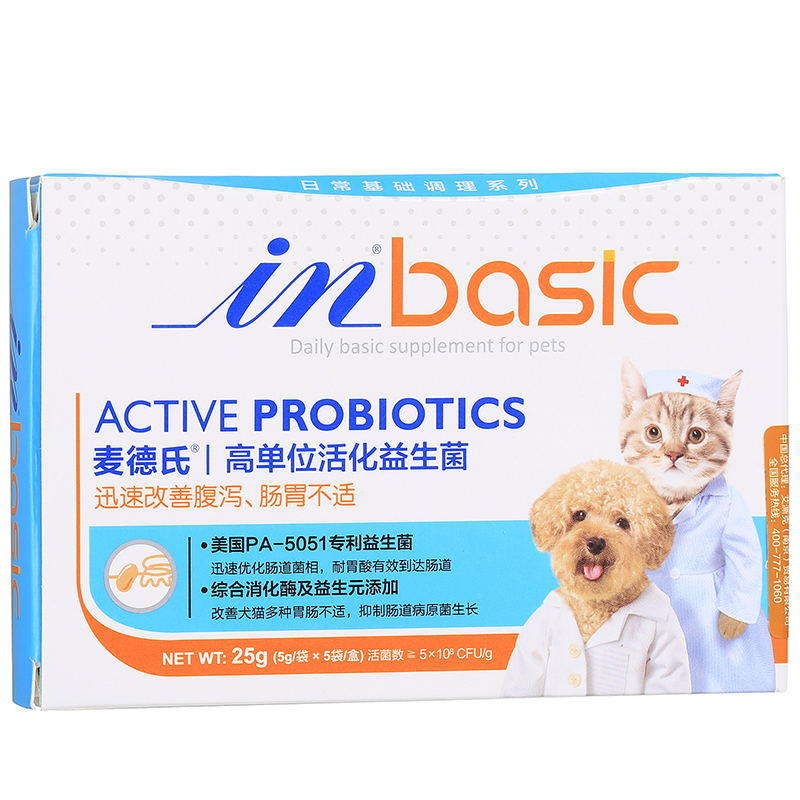 日常基础调理系列
in®basic
Daily basic supplement for pets
ACTIVE PROBIOTICS
麦德氏®|高单位活化益生菌
迅速改善腹泻、肠胃不适
•美国PA-5051专利益生菌
迅速优化肠道菌相，耐胃酸有效到达肠道
•综合消化酶及益生元添加
改善犬猫多种胃肠不适，抑制肠道病原菌生长
NET WT: 25g (5g/袋 × 5袋/盒) 活菌数 ≧ 5×10⁸ CFU/g
in basic
中国总代理：
全国服务热线：400-777-1060